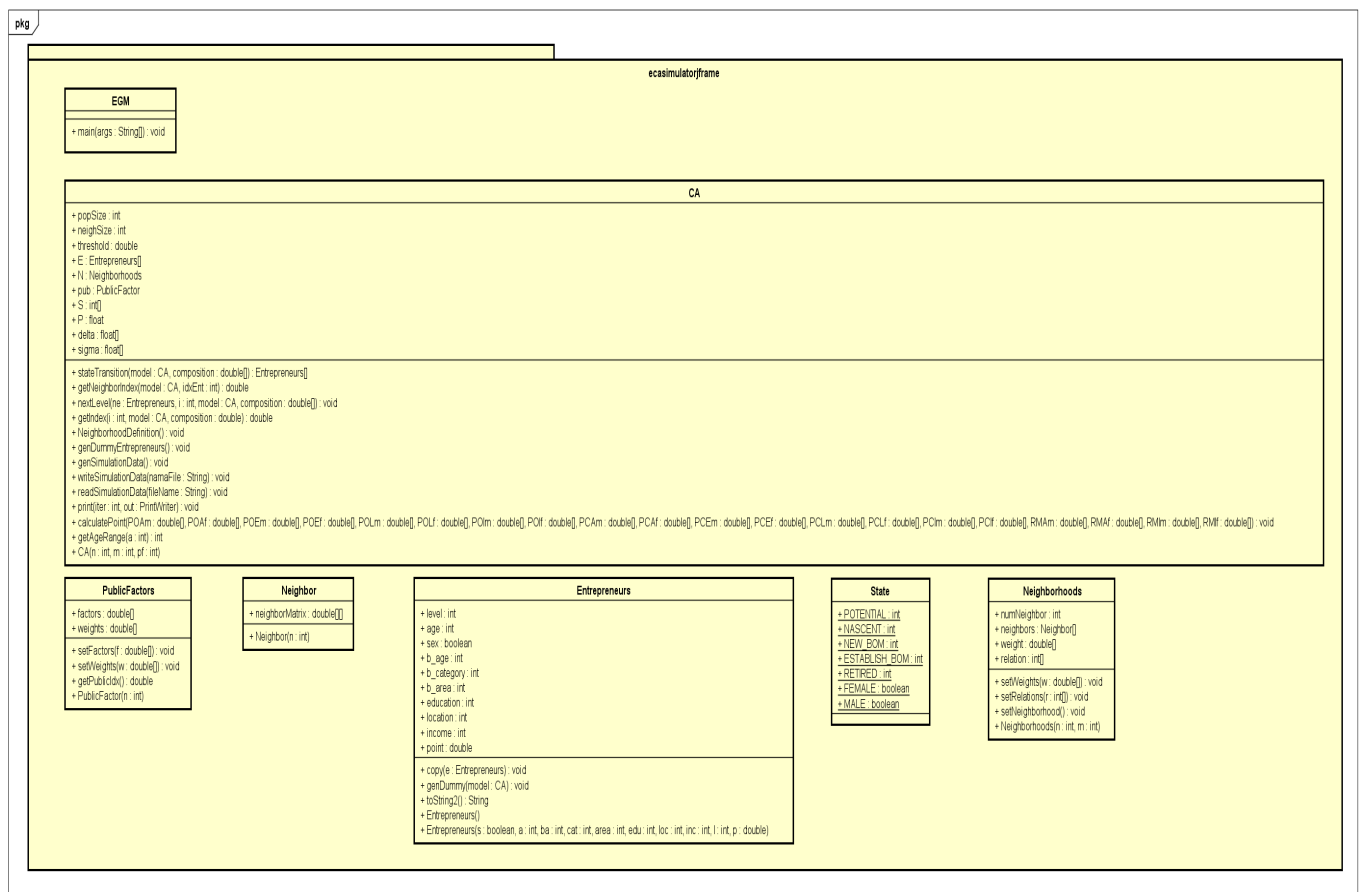 pkg
ecasimulatorjframe
EGM
+ main(args : String[]) : void
CA
+ popSize : int
+ neighSize : int
+ threshold : double
+ E : Entrepreneurs[]
+ N : Neighborhoods
+ pub : PublicFactor
+ S : int[]
+ P : float
+ delta : float[]
+ sigma : float[]
+ stateTransition(model : CA, composition : double[]) : Entrepreneurs[]
+ getNeighborIndex(model : CA, idxEnt : int) : double
+ nextLevel(ne : Entrepreneurs, i : int, model : CA, composition : double[]) : void
+ getIndex(i : int, model : CA, composition : double) : double
+ NeighborhoodDefinition() : void
+ genDummyEntrepreneurs() : void
+ genSimulationData() : void
+ writeSimulationData(namaFile : String) : void
+ readSimulationData(fileName : String) : void
+ print(iter : int, out : PrintWriter) : void
+ calculatePoint(POAm : double[], POAf : double[], POEm : double[], POEf : double[], POLm : double[], POLf : double[], POIm : double[], POIf : double[], PCAm : double[], PCAf : double[], PCEm : double[], PCEf : double[], PCLm : double[], PCLf : double[], PCIm : double[], PCIf : double[], RMAm : double[], RMAf : double[], RMIm : double[], RMIf : double[]) : void
+ getAgeRange(a : int) : int
+ CA(n : int, m : int, pf : int)
PublicFactors
+ factors : double[]
+ weights : double[]
+ setFactors(f : double[]) : void
+ setWeights(w : double[]) : void
+ getPublicIdx() : double
+ PublicFactor(n : int)
Neighbor
+ neighborMatrix : double[][]
+ Neighbor(n : int)
Entrepreneurs
+ level : int
+ age : int
+ sex : boolean
+ b_age : int
+ b_category : int
+ b_area : int
+ education : int
+ location : int
+ income : int
+ point : double
+ copy(e : Entrepreneurs) : void
+ genDummy(model : CA) : void
+ toString2() : String
+ Entrepreneurs()
+ Entrepreneurs(s : boolean, a : int, ba : int, cat : int, area : int, edu : int, loc : int, inc : int, l : int, p : double)
State
+ POTENTIAL : int
+ NASCENT : int
+ NEW_BOM : int
+ ESTABLISH_BOM : int
+ RETIRED : int
+ FEMALE : boolean
+ MALE : boolean
Neighborhoods
+ numNeighbor : int
+ neighbors : Neighbor[]
+ weight : double[]
+ relation : int[]
+ setWeights(w : double[]) : void
+ setRelations(r : int[]) : void
+ setNeighborhood() : void
+ Neighborhoods(n : int, m : int)